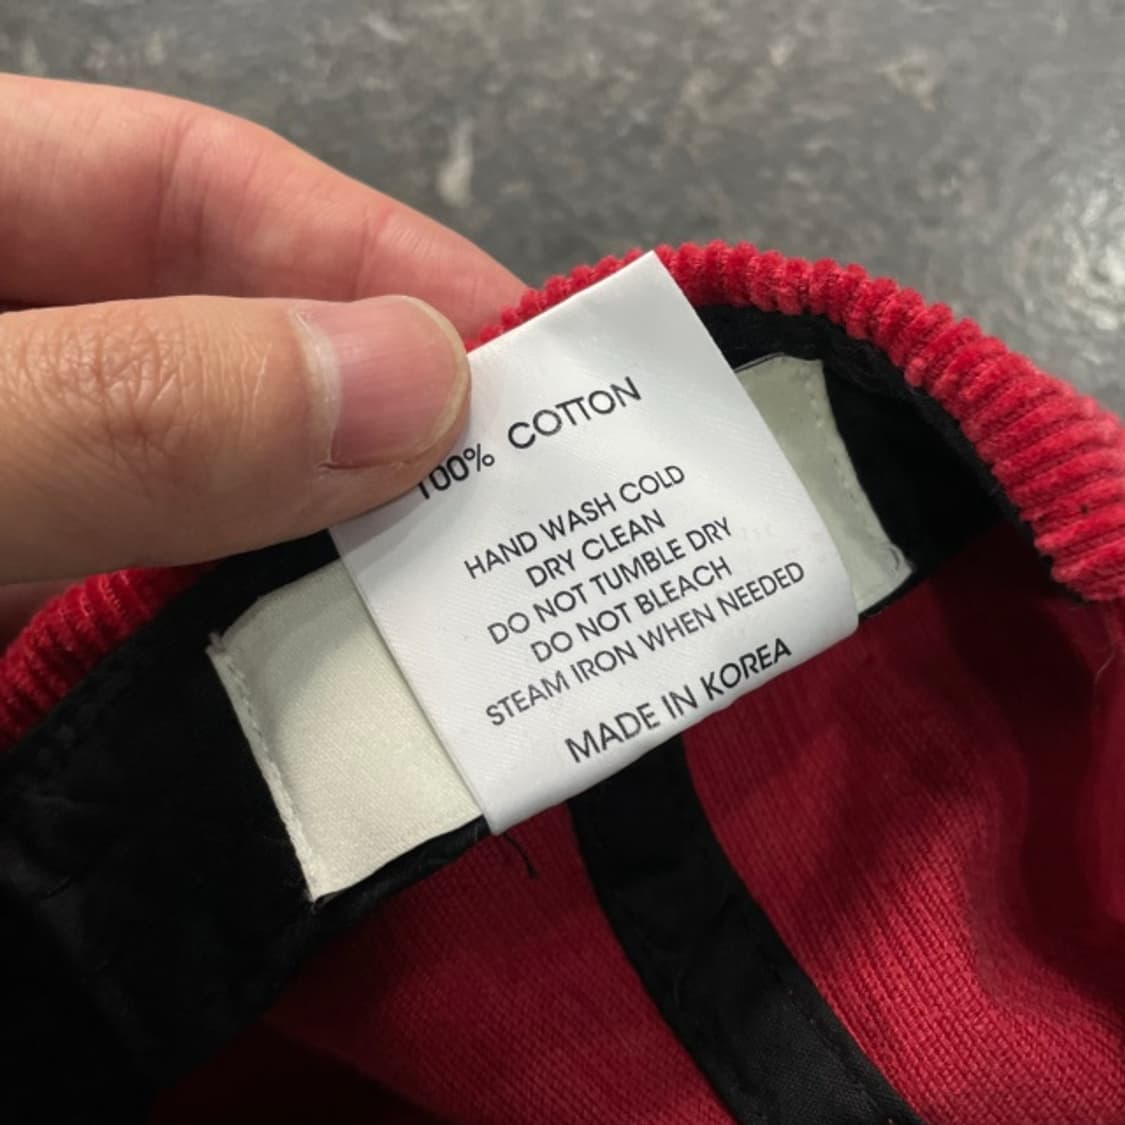 100% COTTON
HAND WASH COLD
DRY CLEAN
DO NOT TUMBLE DRY
DO NOT BLEACH
STEAM IRON WHEN NEEDED
MADE IN KOREA